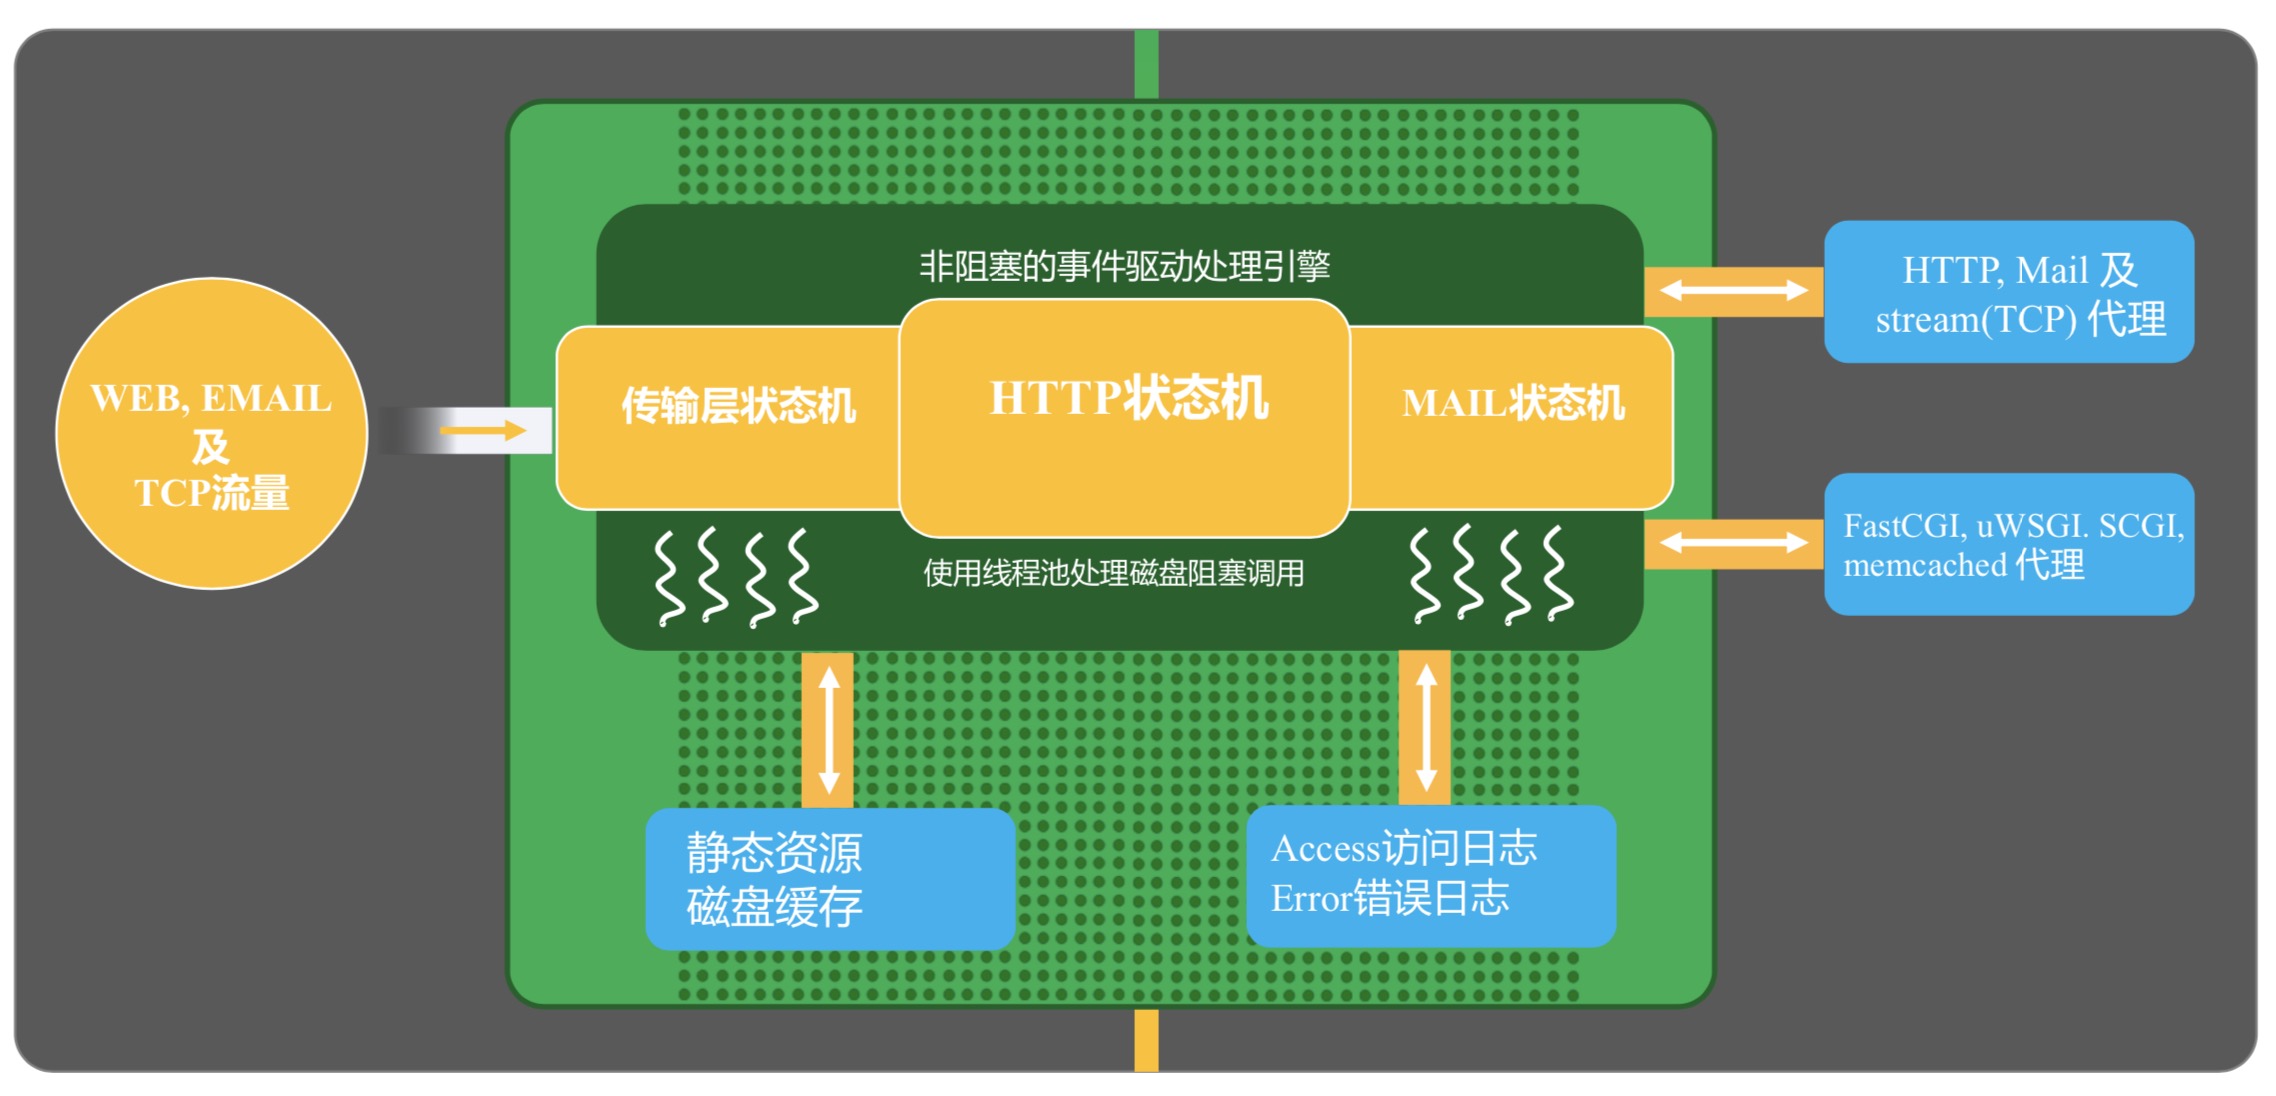 WEB, EMAIL
及
TCP流量
非阻塞的事件驱动处理引擎
传输层状态机
HTTP状态机
MAIL状态机
使用线程池处理磁盘阻塞调用
HTTP, Mail 及
stream(TCP) 代理
FastCGI, uWSGI. SCGI,
memcached 代理
静态资源
磁盘缓存
Access访问日志
Error错误日志